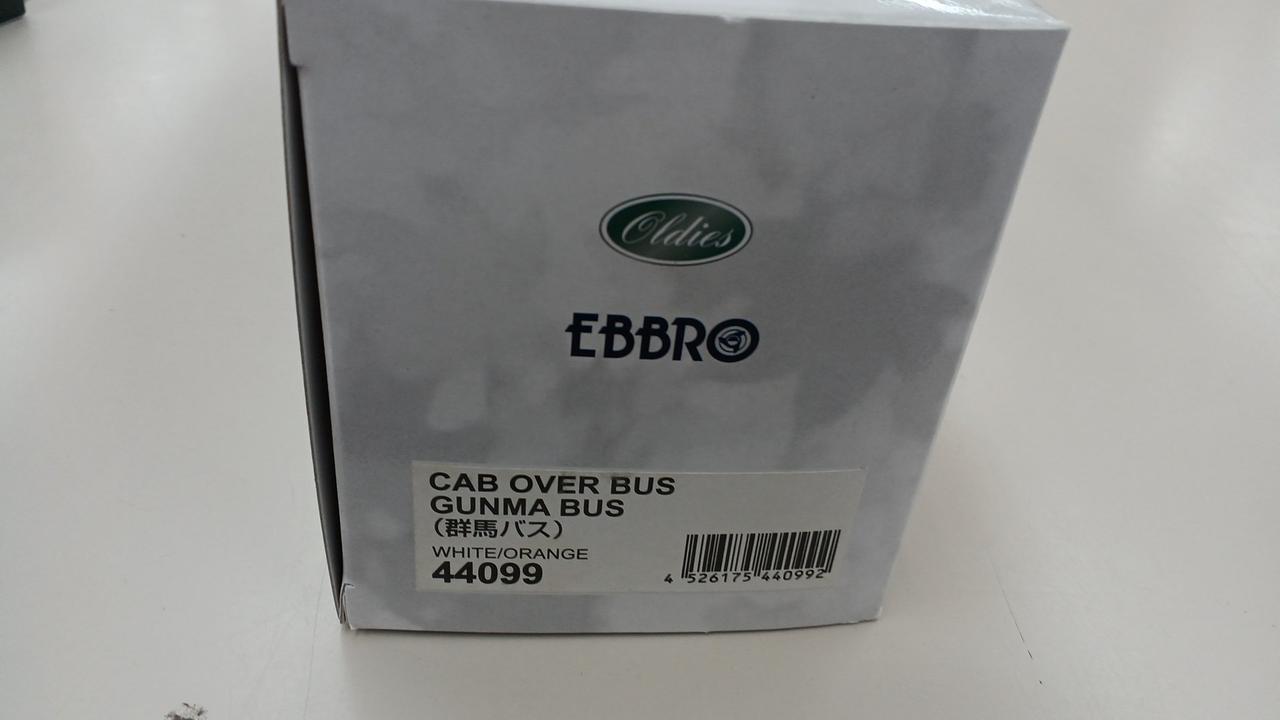 Oldies
EBBRO
CAB OVER BUS
GUNMA BUS
（群馬バス）
WHITE/ORANGE
44099
4 526175 440992